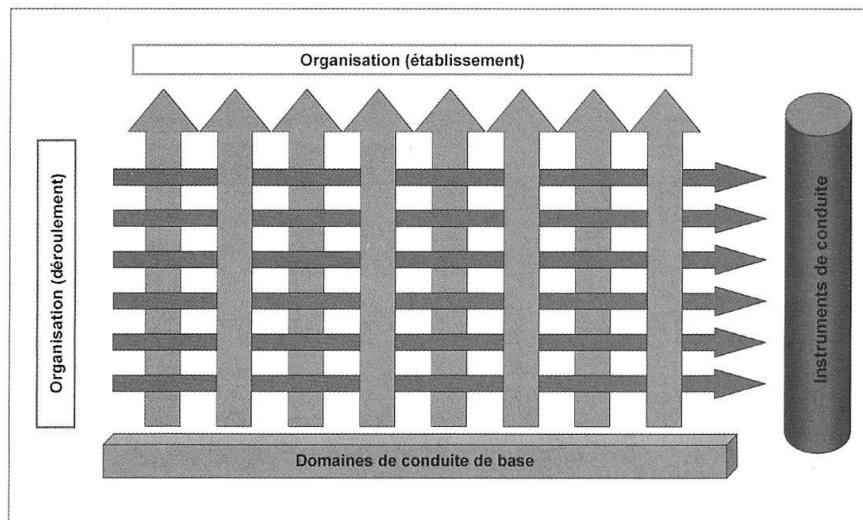 Organisation (établissement)
Organisation (déroulement)
Instruments de conduite
Domaines de conduite de base